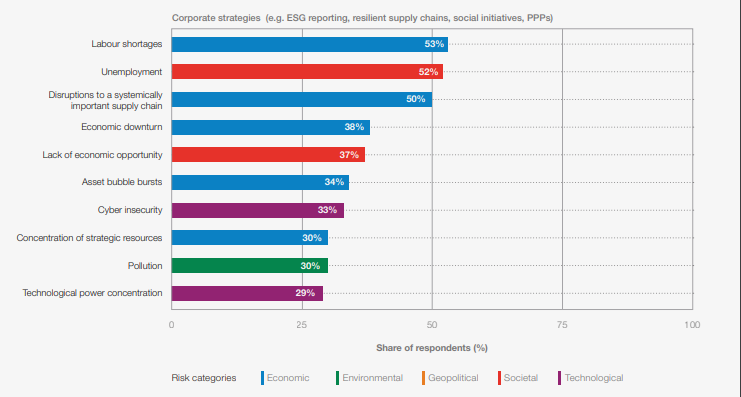 Corporate strategies (e.g. ESG reporting, resilient supply chains, social initiatives, PPPs)
Labour shortages 53%
Unemployment 52%
Disruptions to a systemically
important supply chain 50%
Economic downturn 38%
Lack of economic opportunity 37%
Asset bubble bursts 34%
Cyber insecurity 33%
Concentration of strategic resources 30%
Pollution 30%
Technological power concentration 29%
0 25 50 75 100
Share of respondents (%)
Risk categories Economic Environmental Geopolitical Societal Technological